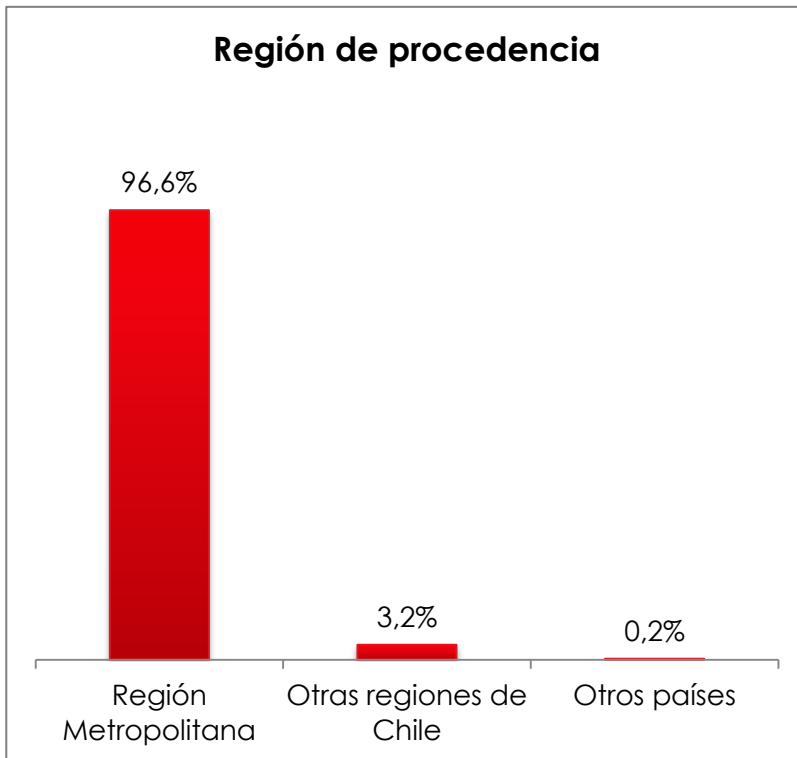 Región de procedencia
96,6%
3,2%
0,2%
Región
Metropolitana
Otras regiones de
Chile
Otros países